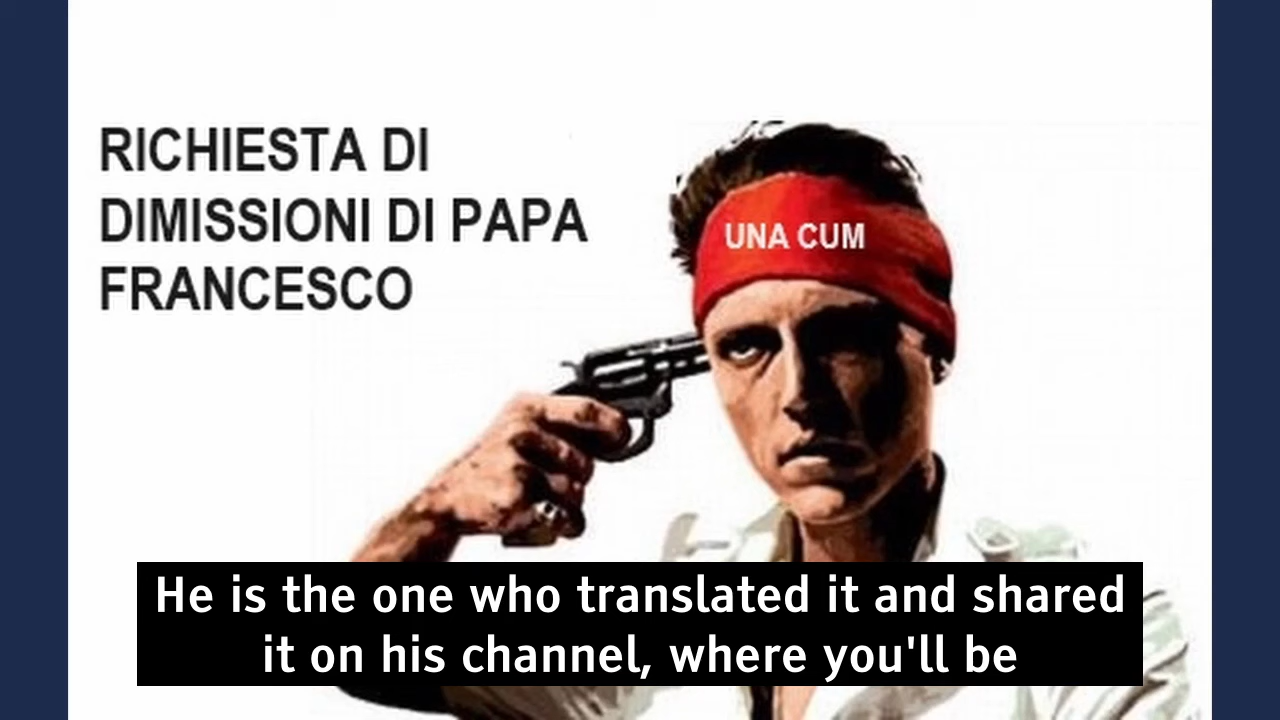 RICHIESTA DI
DIMISSIONI DI PAPA
FRANCESCO
UNA CUM
He is the one who translated it and shared
it on his channel, where you'll be